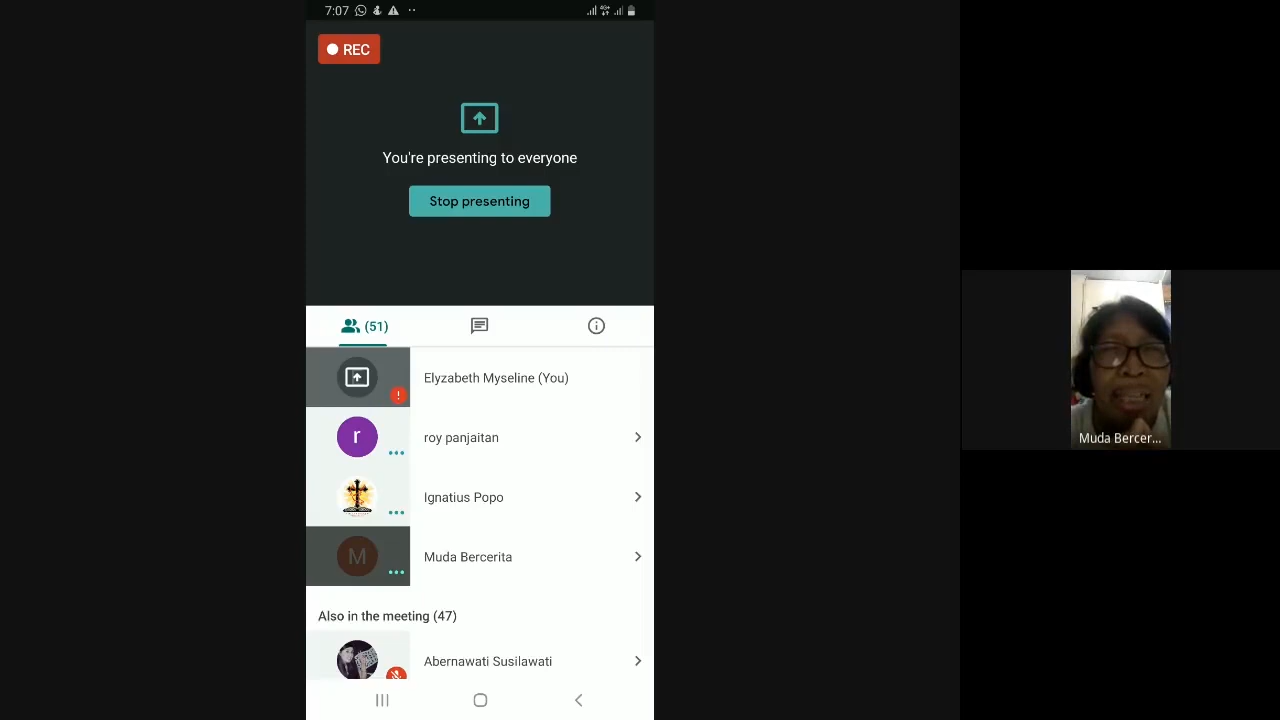 7:07
REC
You're presenting to everyone
Stop presenting
(51)
Elyzabeth Myseline (You)
r
roy panjaitan
Ignatius Popo
M
Muda Bercerita
Also in the meeting (47)
Abernawati Susilawati
Muda Bercer...